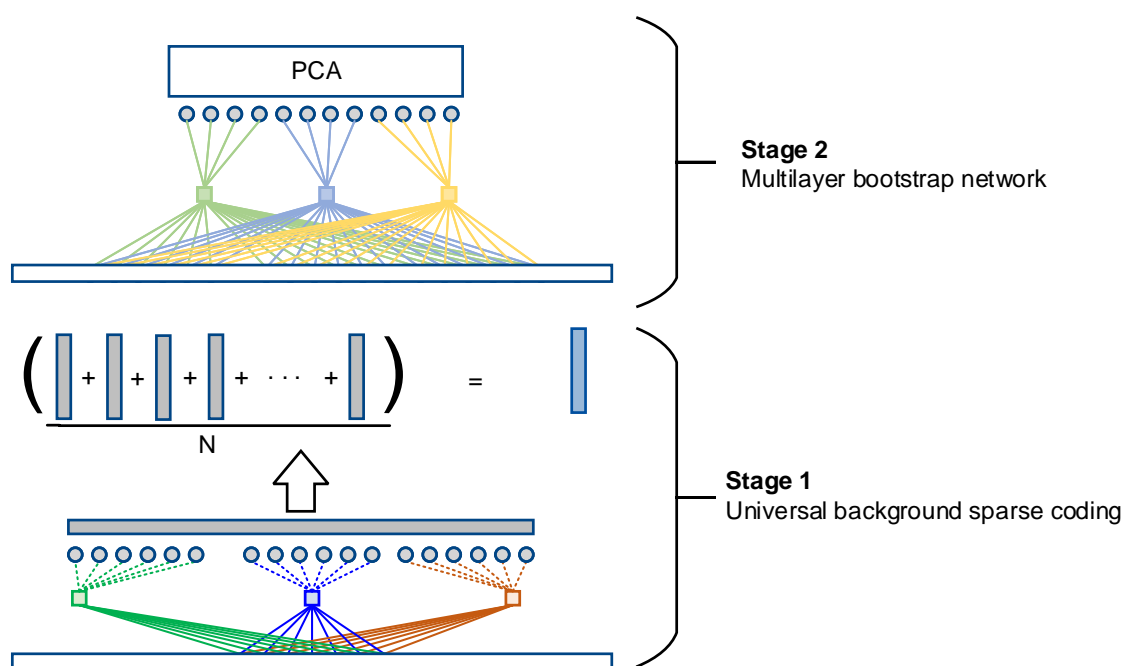 PCA
Stage 2
Multilayer bootstrap network
( + + + + · · · + ) =
N
Stage 1
Universal background sparse coding